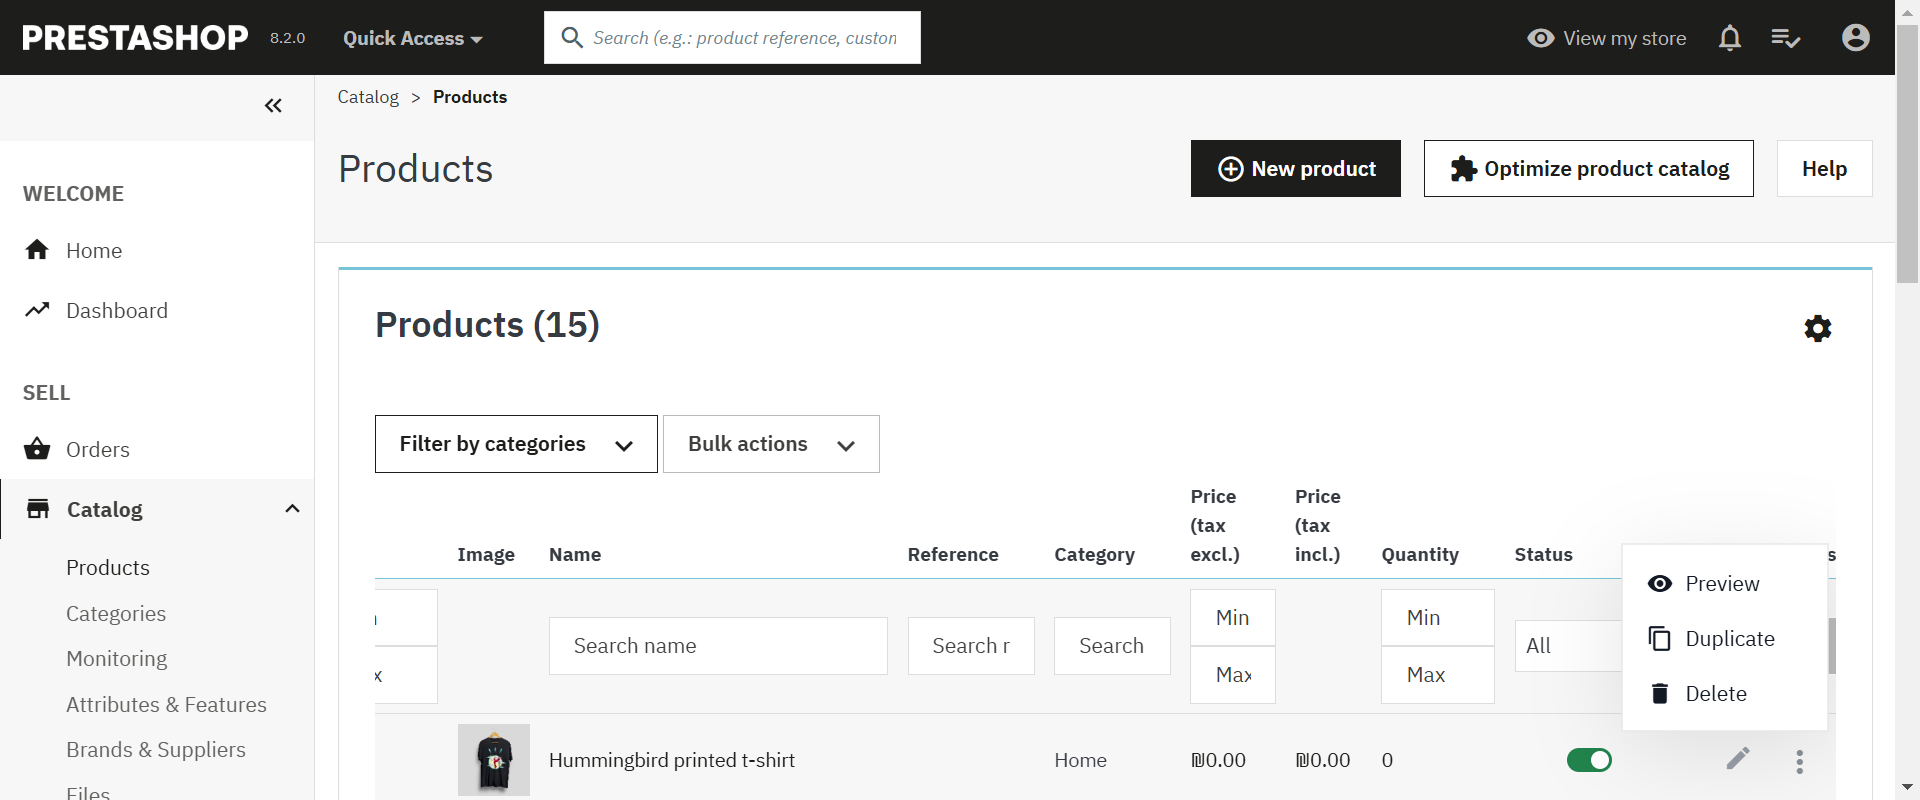 PRESTASHOP 8.2.0 Quick Access Search (e.g.: product reference, custon View my store
Catalog > Products
Products
New product Optimize product catalog Help
WELCOME
Home
Dashboard
SELL
Orders
Catalog
Products
Categories
Monitoring
Attributes & Features
Brands & Suppliers
Files
Products (15)
Filter by categories Bulk actions
Image Name Reference Category Price (tax excl.) Price (tax incl.) Quantity Status
Search name Search r Search Min Max Min Max All
Preview
Duplicate
Delete
Hummingbird printed t-shirt Home ₪0.00 ₪0.00 0